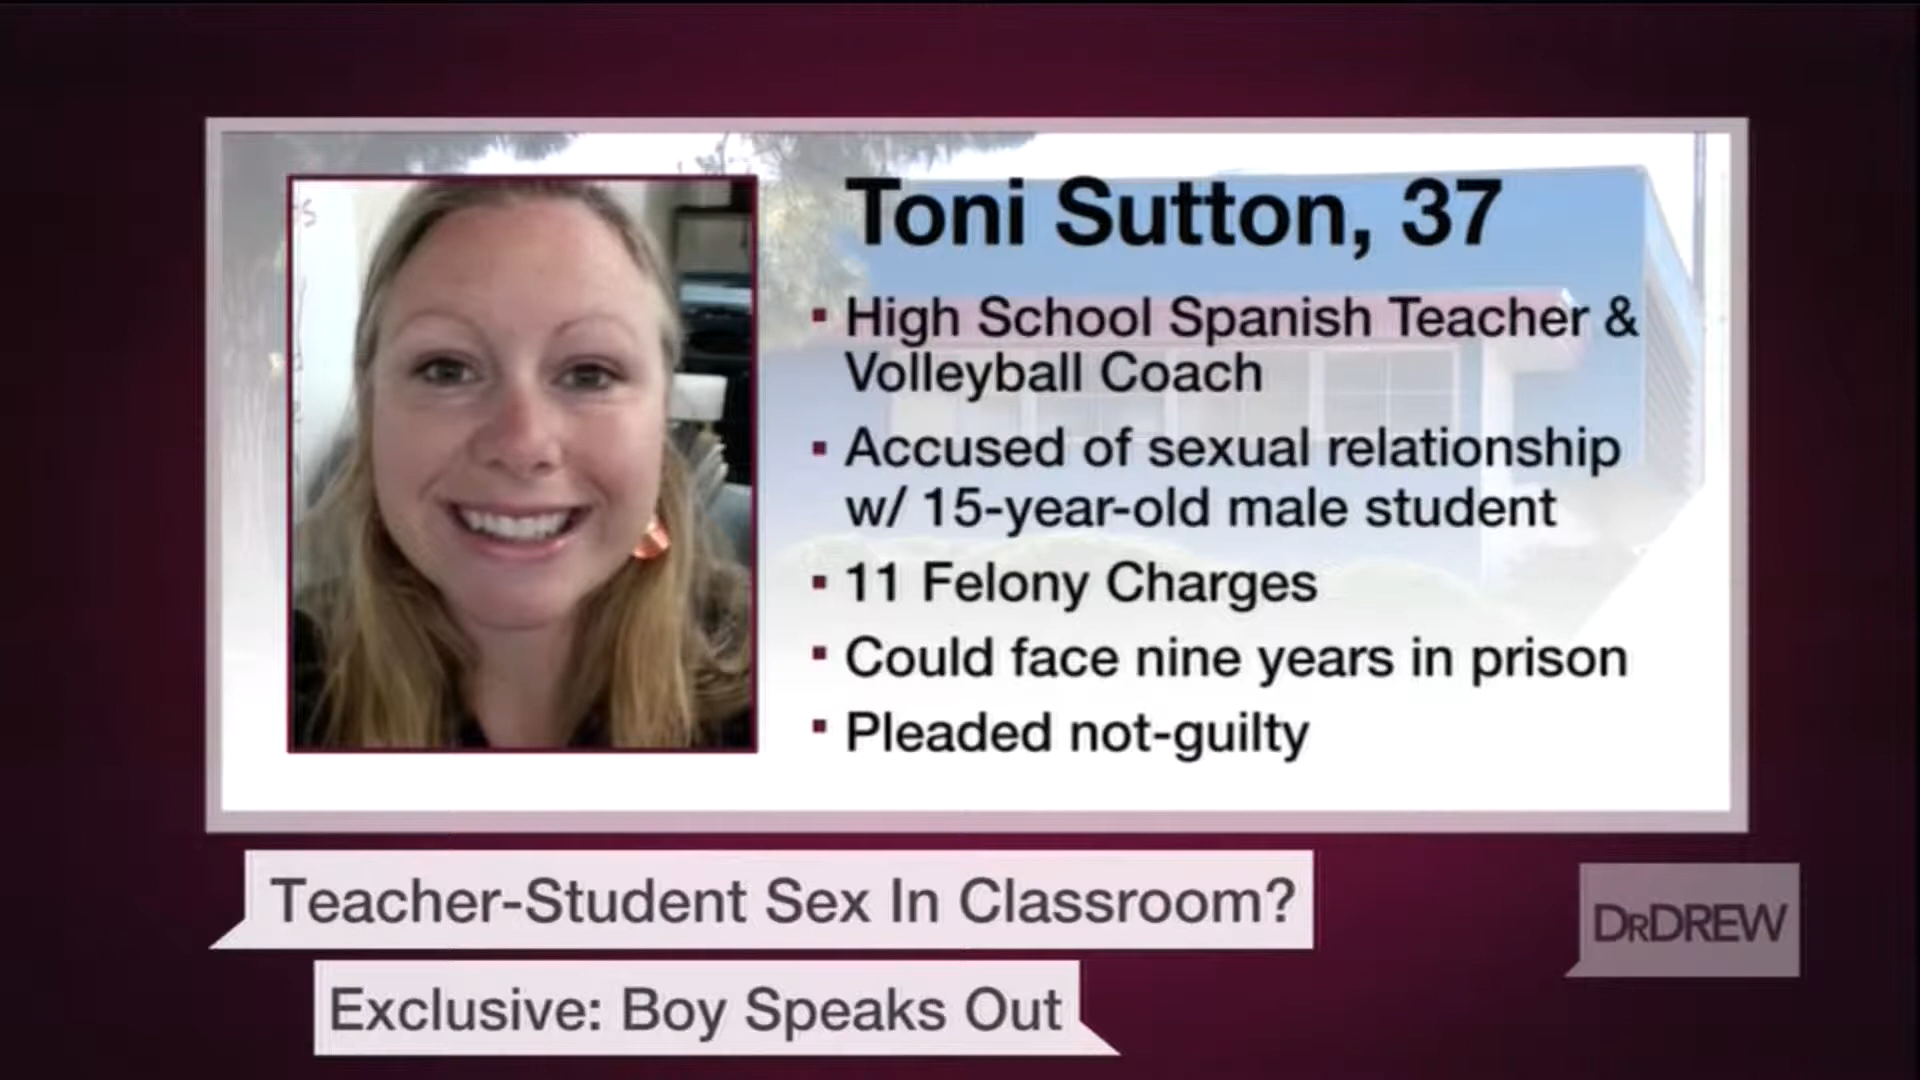 Toni Sutton, 37
▪ High School Spanish Teacher &
Volleyball Coach
▪ Accused of sexual relationship
w/ 15-year-old male student
▪ 11 Felony Charges
▪ Could face nine years in prison
▪ Pleaded not-guilty
Teacher-Student Sex In Classroom?
DRDREW
Exclusive: Boy Speaks Out